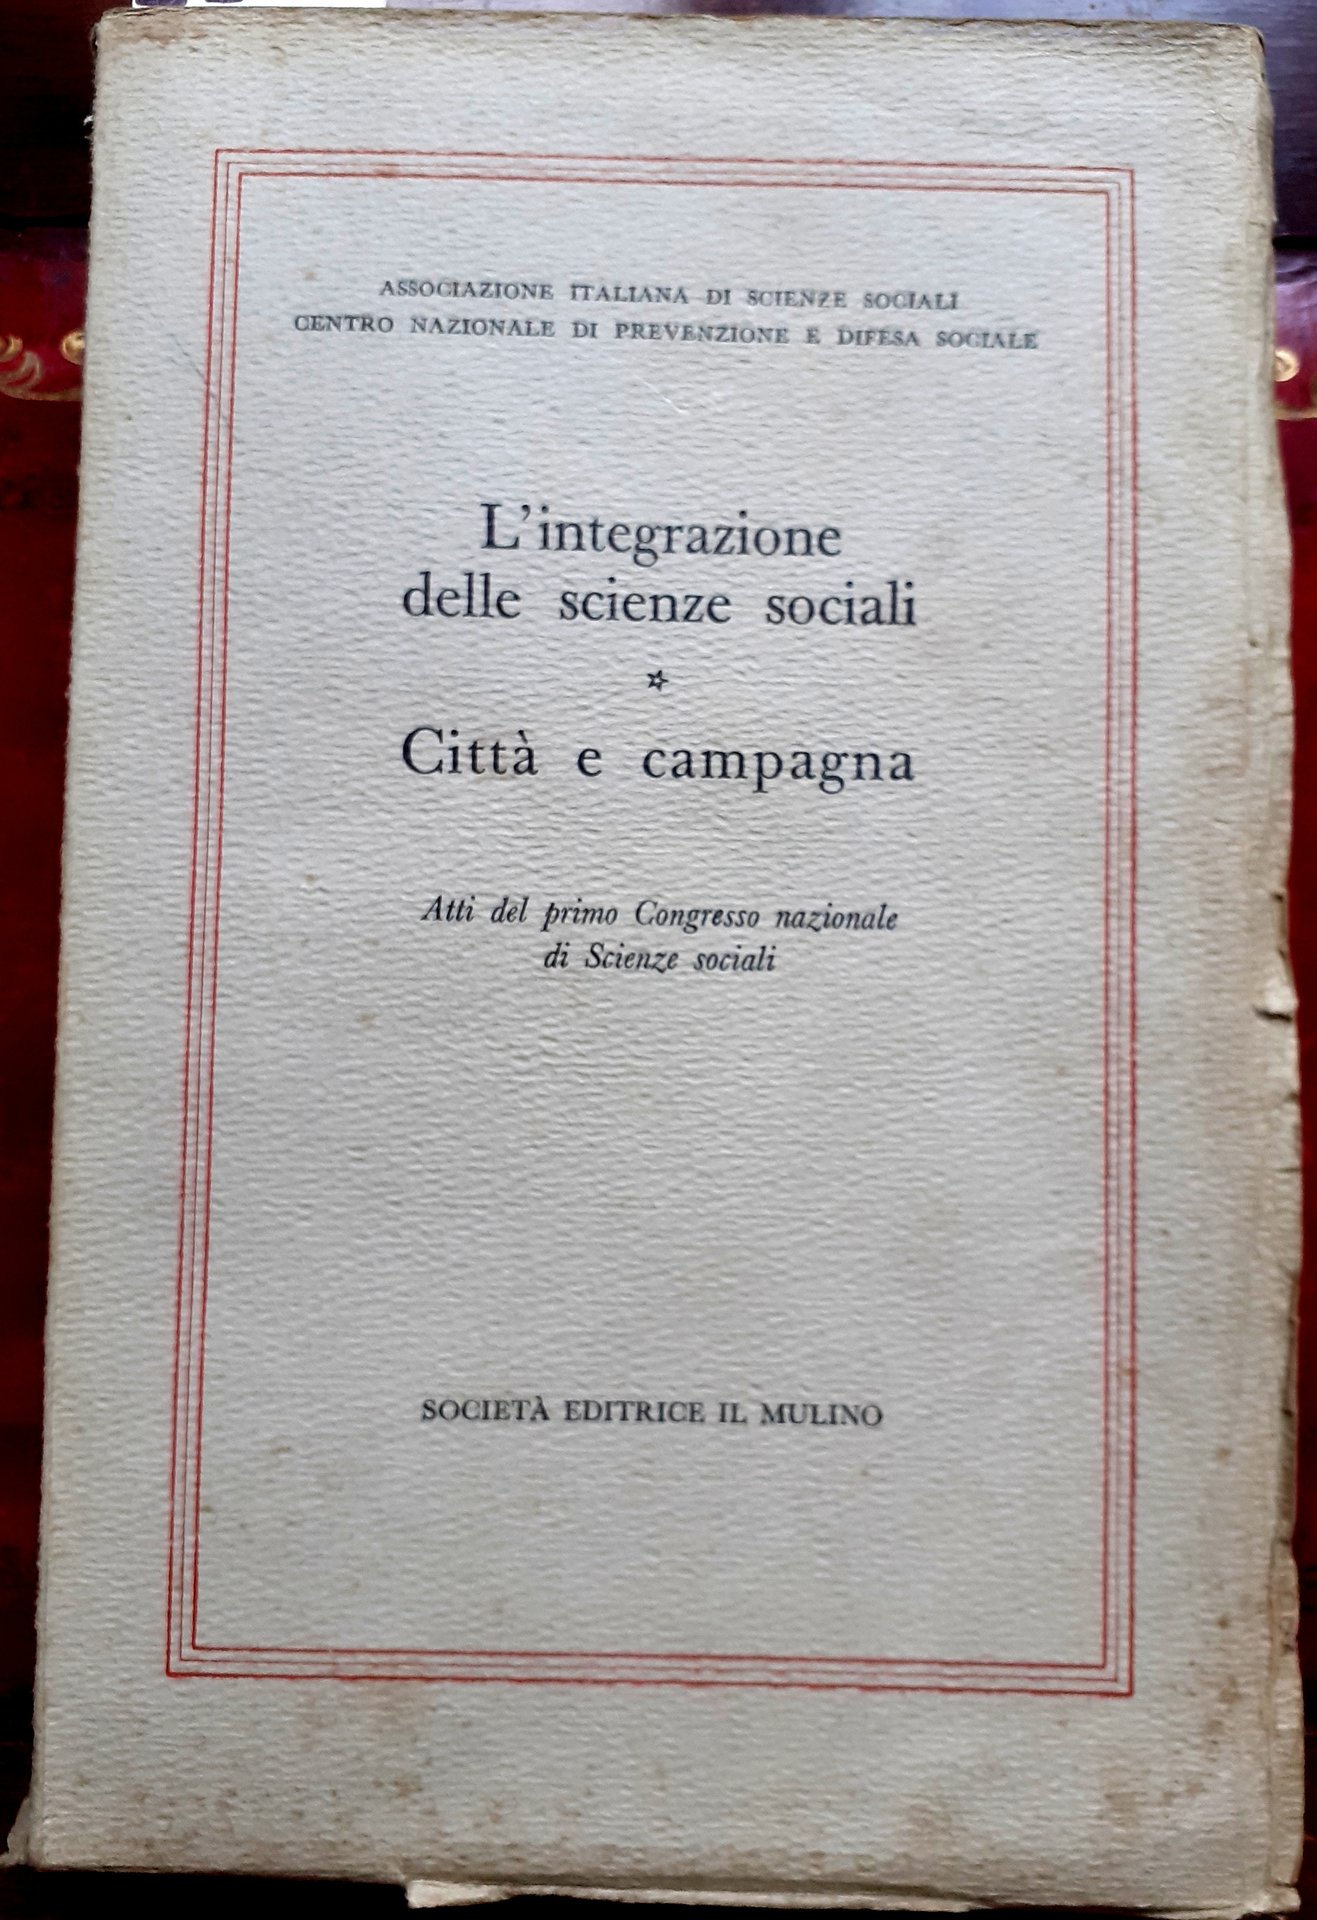 ASSOCIAZIONE ITALIANA DI SCIENZE SOCIALI
CENTRO NAZIONALE DI PREVENZIONE E DIFESA SOCIALE
L'integrazione
delle scienze sociali
Città e campagna
Atti del primo Congresso nazionale
di Scienze sociali
SOCIETÀ EDITRICE IL MULINO